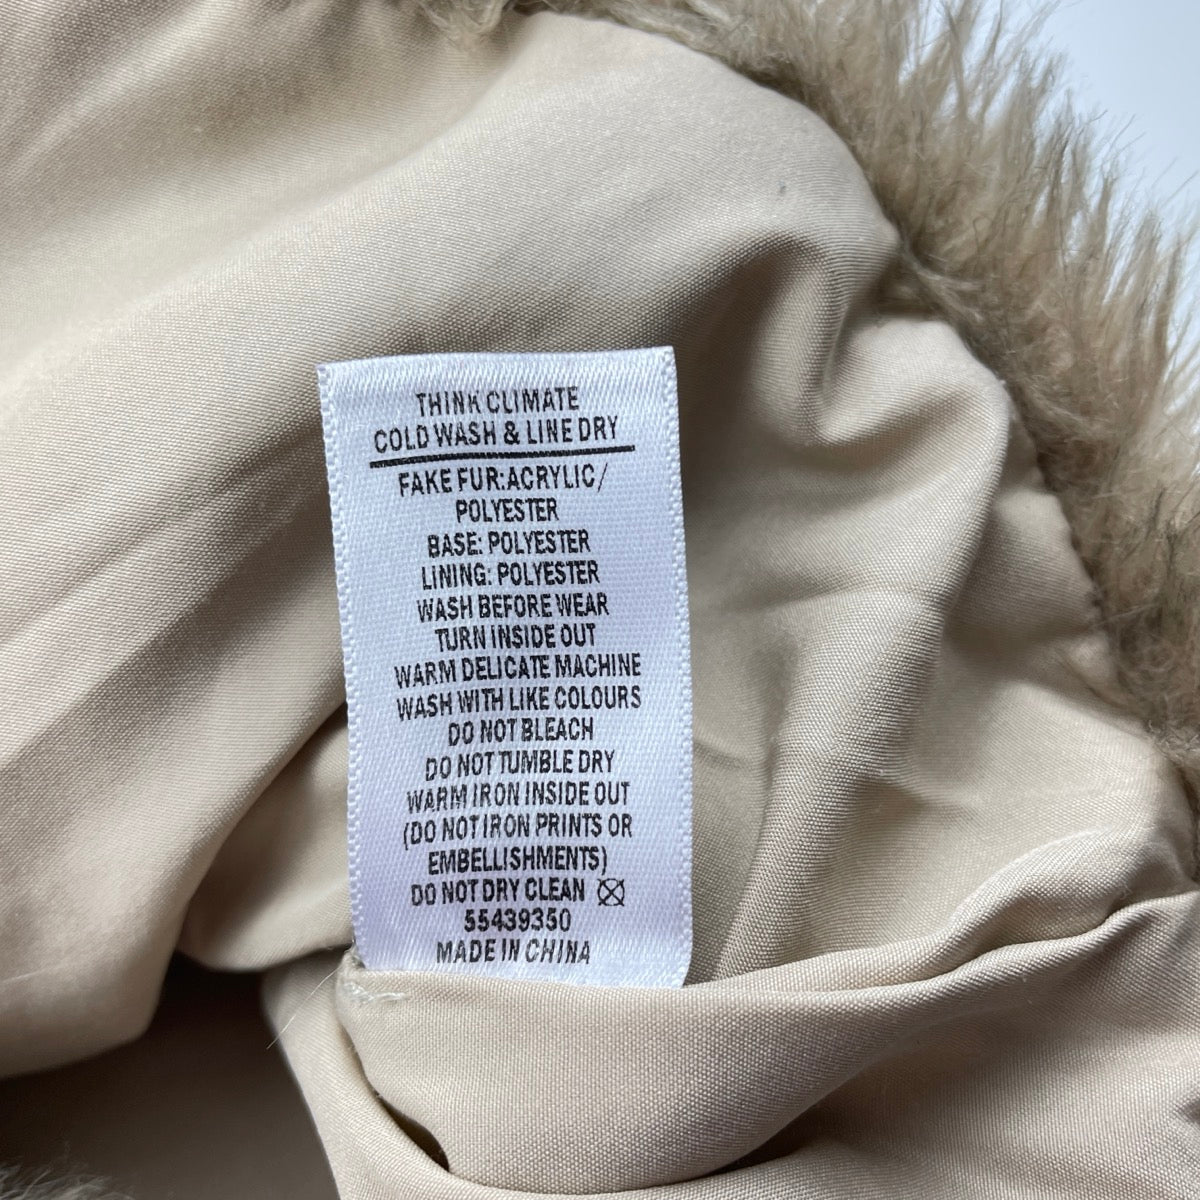 THINK CLIMATE
COLD WASH & LINE DRY
FAKE FUR:ACRYLIC/
POLYESTER
BASE: POLYESTER
LINING: POLYESTER
WASH BEFORE WEAR
TURN INSIDE OUT
WARM DELICATE MACHINE
WASH WITH LIKE COLOURS
DO NOT BLEACH
DO NOT TUMBLE DRY
WARM IRON INSIDE OUT
(DO NOT IRON PRINTS OR
EMBELLISHMENTS)
DO NOT DRY CLEAN
55439350
MADE IN CHINA